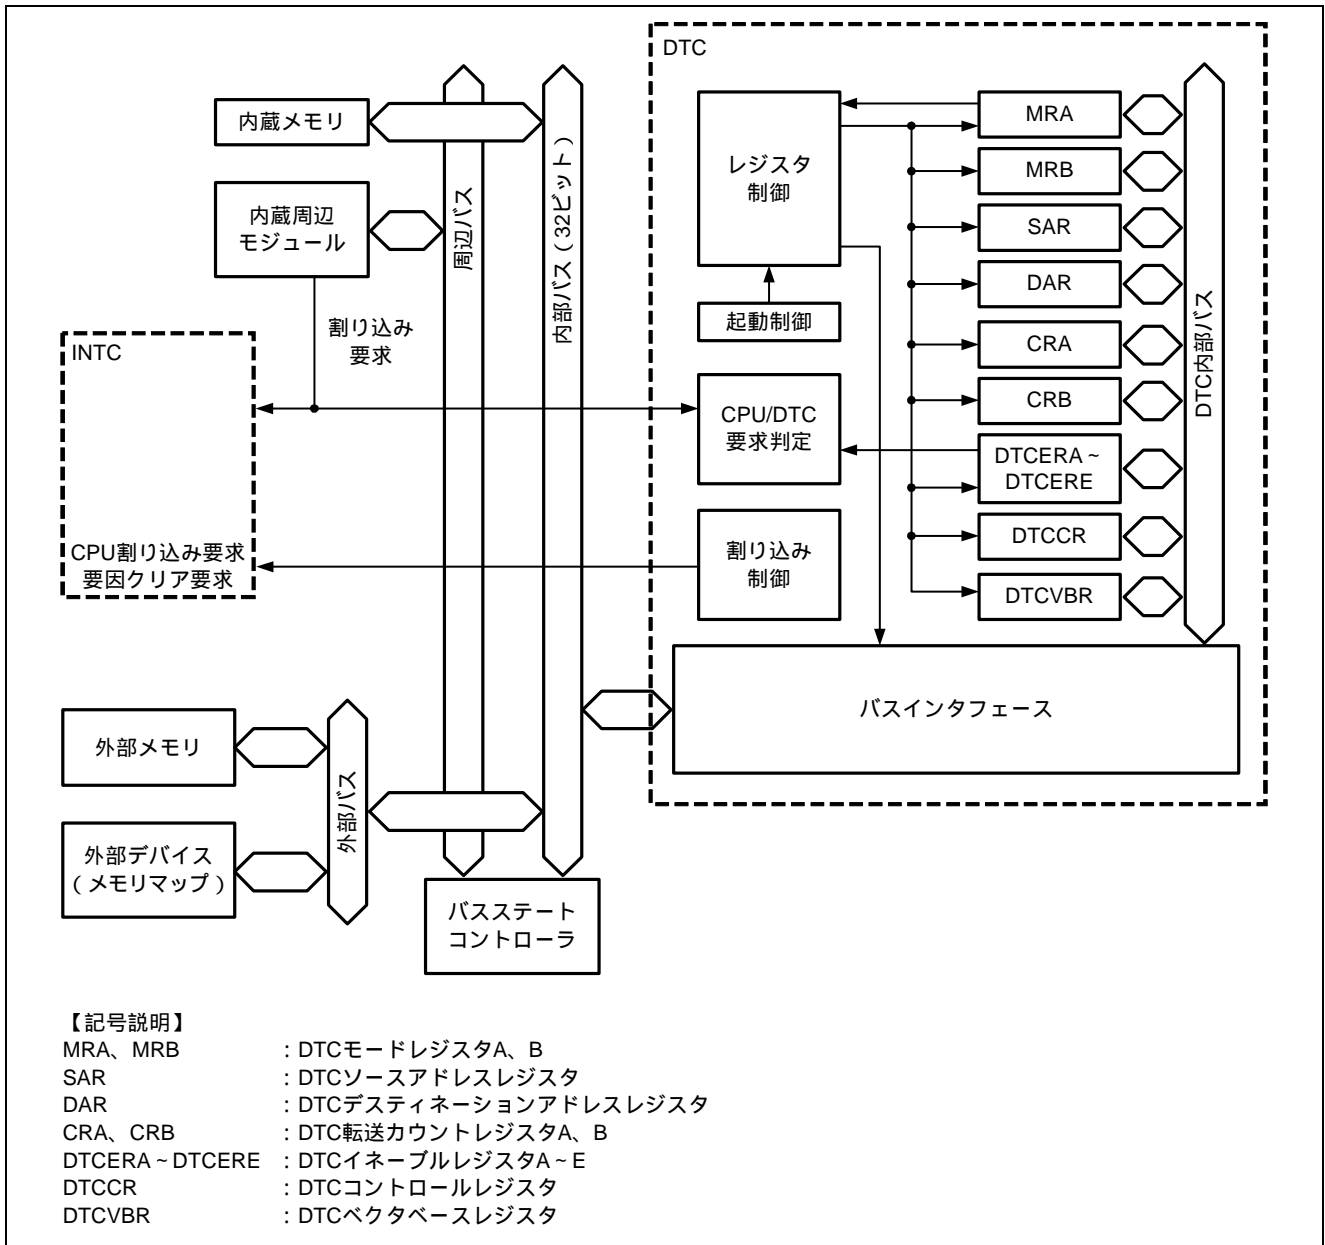 DTC
内蔵メモリ
内蔵周辺
モジュール
割り込み
要求
周辺バス
内部バス（32ビット）
INTC
CPU割り込み要求
要因クリア要求
レジスタ
制御
起動制御
CPU/DTC
要求判定
割り込み
制御
MRA
MRB
SAR
DAR
CRA
CRB
DTCERA～
DTCERE
DTCCR
DTCVBR
DTC内部バス
バスインタフェース
外部メモリ
外部デバイス
（メモリマップ）
外部バス
バスステート
コントローラ
【記号説明】
MRA、MRB ：DTCモードレジスタA、B
SAR ：DTCソースアドレスレジスタ
DAR ：DTCデスティネーションアドレスレジスタ
CRA、CRB ：DTC転送カウントレジスタA、B
DTCERA～DTCERE ：DTCイネーブルレジスタA～E
DTCCR ：DTCコントロールレジスタ
DTCVBR ：DTCベクタベースレジスタ